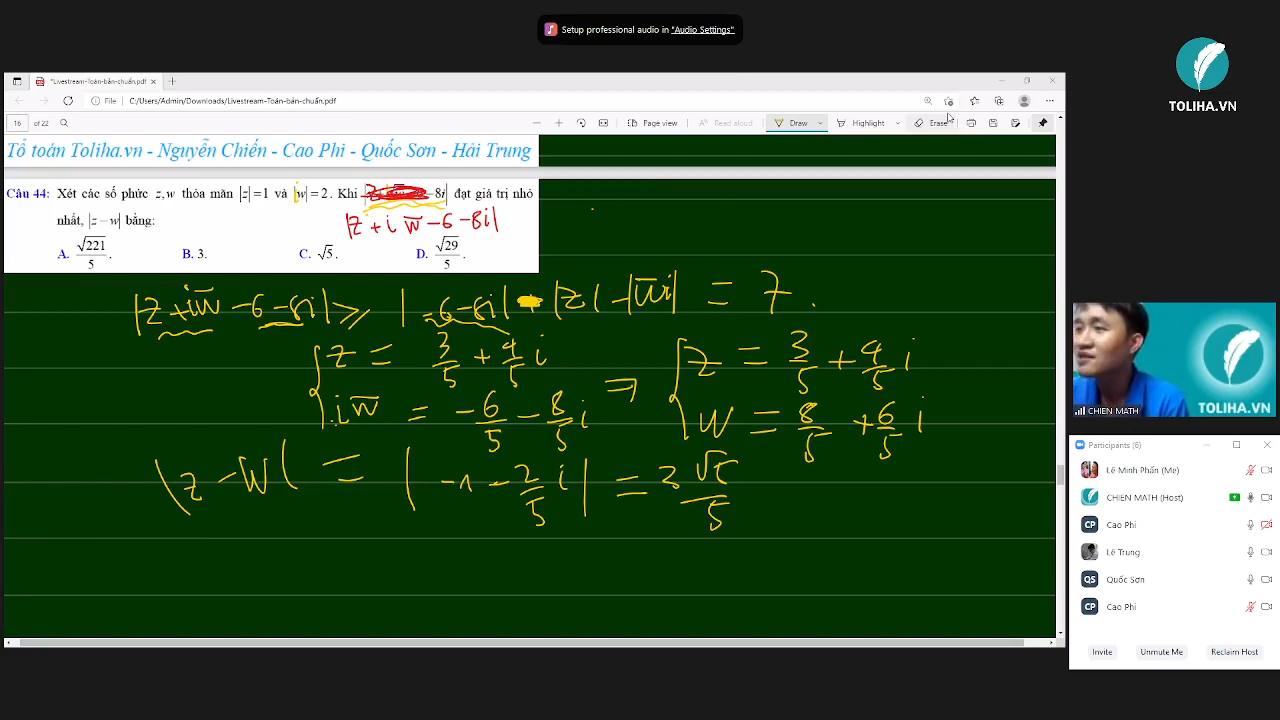 Setup professional audio in "Audio Settings"
TOLIHA.VN
*Livestream-Toán-bản-chuẩn.pdf
File C:/Users/Admin/Downloads/Livestream-Toán-bản-chuẩn.pdf
16 of 22 Page view Read aloud Draw Highlight Erase
Tổ toán Toliha.vn - Nguyễn Chiến - Cao Phi - Quốc Sơn - Hải Trung
Câu 44: Xét các số phức z,w thỏa mãn |z|=1 và |w|=2. Khi -8i| đạt giá trị nhỏ
nhất, |z-w| bằng:
|z + i w̅ - 6 - 8i|
A. √221/5. B. 3. C. √5. D. √29/5.
|z + iw̅ - 6 - 8i| ≥ | -6 - 8i| - |z| - |w̅i| = 7.
{ z = 3/5 + 4/5 i ⇒ { z = 3/5 + 4/5 i
iw̅ = -6/5 - 8/5 i w = 8/5 + 6/5 i
|z - w| = | -1 - 2/5 i | = √5/5
CHIEN MATH
TOLIHA.VN
Participants (6)
Lê Minh Phấn (Me)
CHIEN MATH (Host)
CP Cao Phi
Lê Trung
QS Quốc Sơn
CP Cao Phi
Invite Unmute Me Reclaim Host